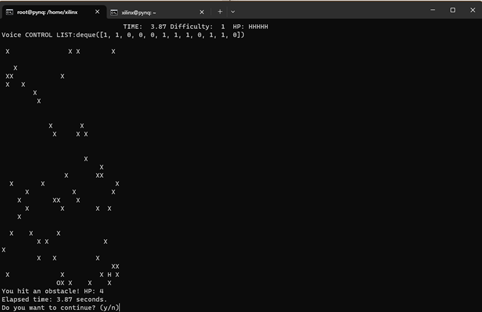 root@pynq: /home/xilinx
xilinx@pynq: ~
TIME:  3.87 Difficulty:  1  HP: HHHHH
Voice CONTROL LIST:deque([1, 1, 0, 0, 0, 1, 1, 1, 0, 1, 1, 0])
X X X X
X
XX X
X X
X
X
X X
X X X
X
X
X XX
X X X
X X X
X XX X
X X X X
X
X X X
X X X
X
X X X
XX
X X X H X
OX X X X
You hit an obstacle! HP: 4
Elapsed time: 3.87 seconds.
Do you want to continue? (y/n)